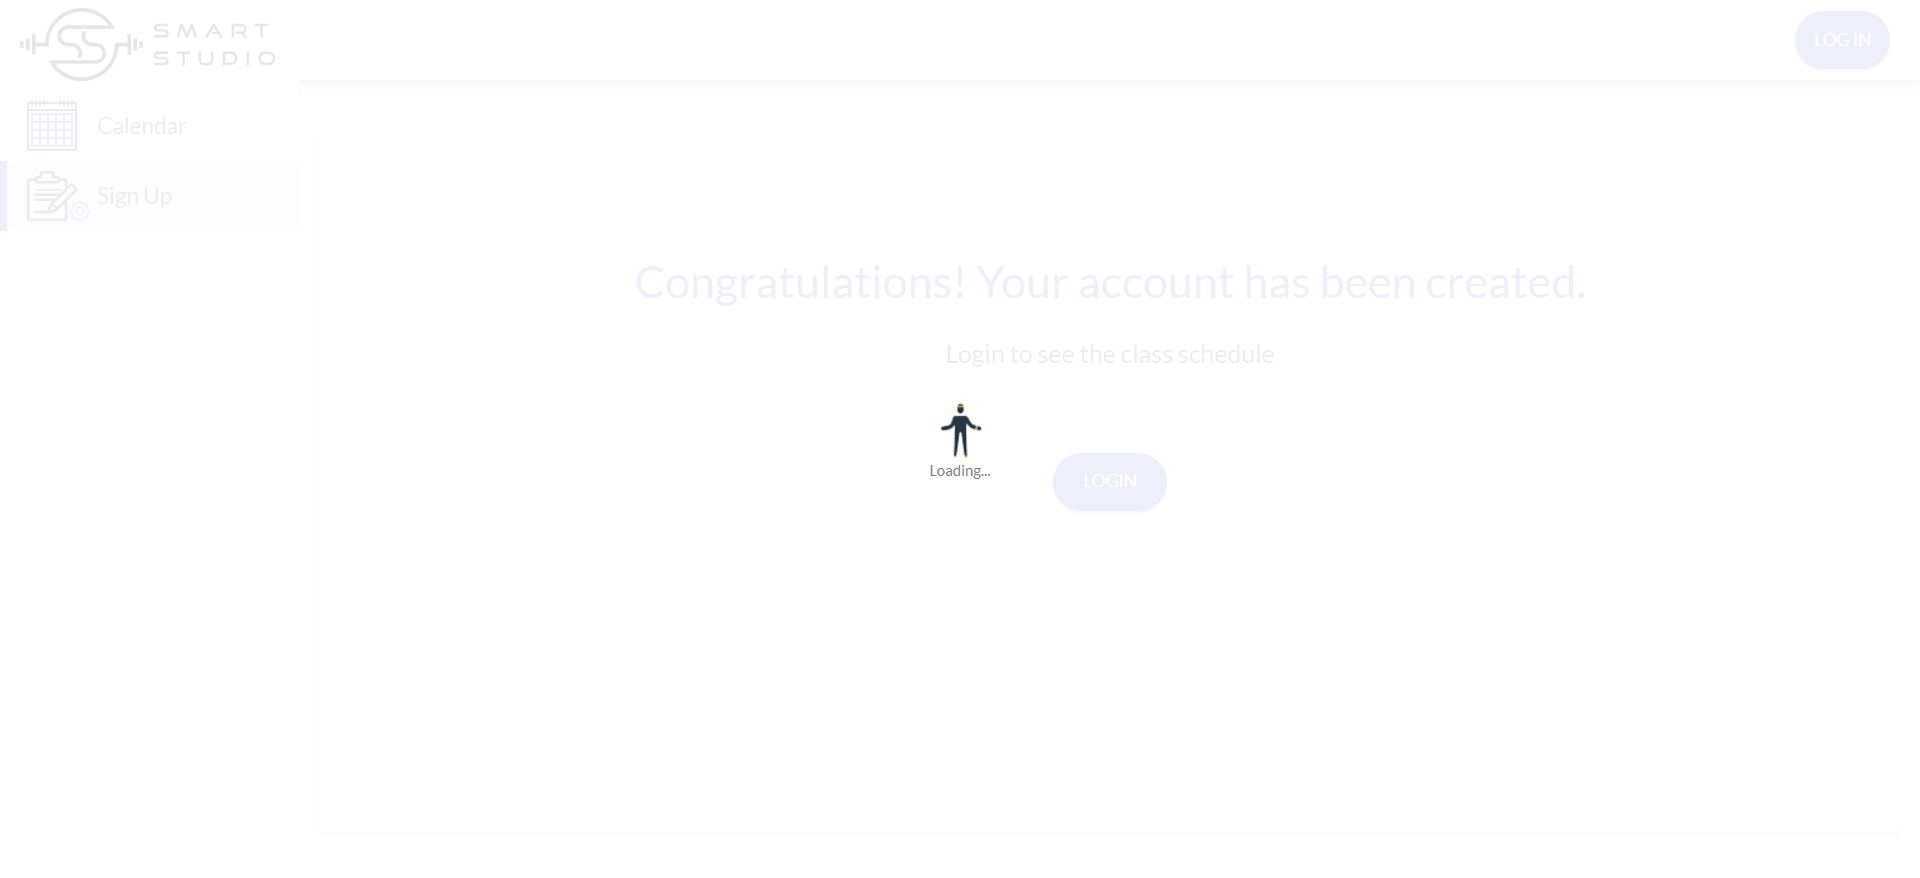 SMART
STUDIO
LOG IN
Calendar
Sign Up
Congratulations! Your account has been created.
Login to see the class schedule
Loading...
LOGIN